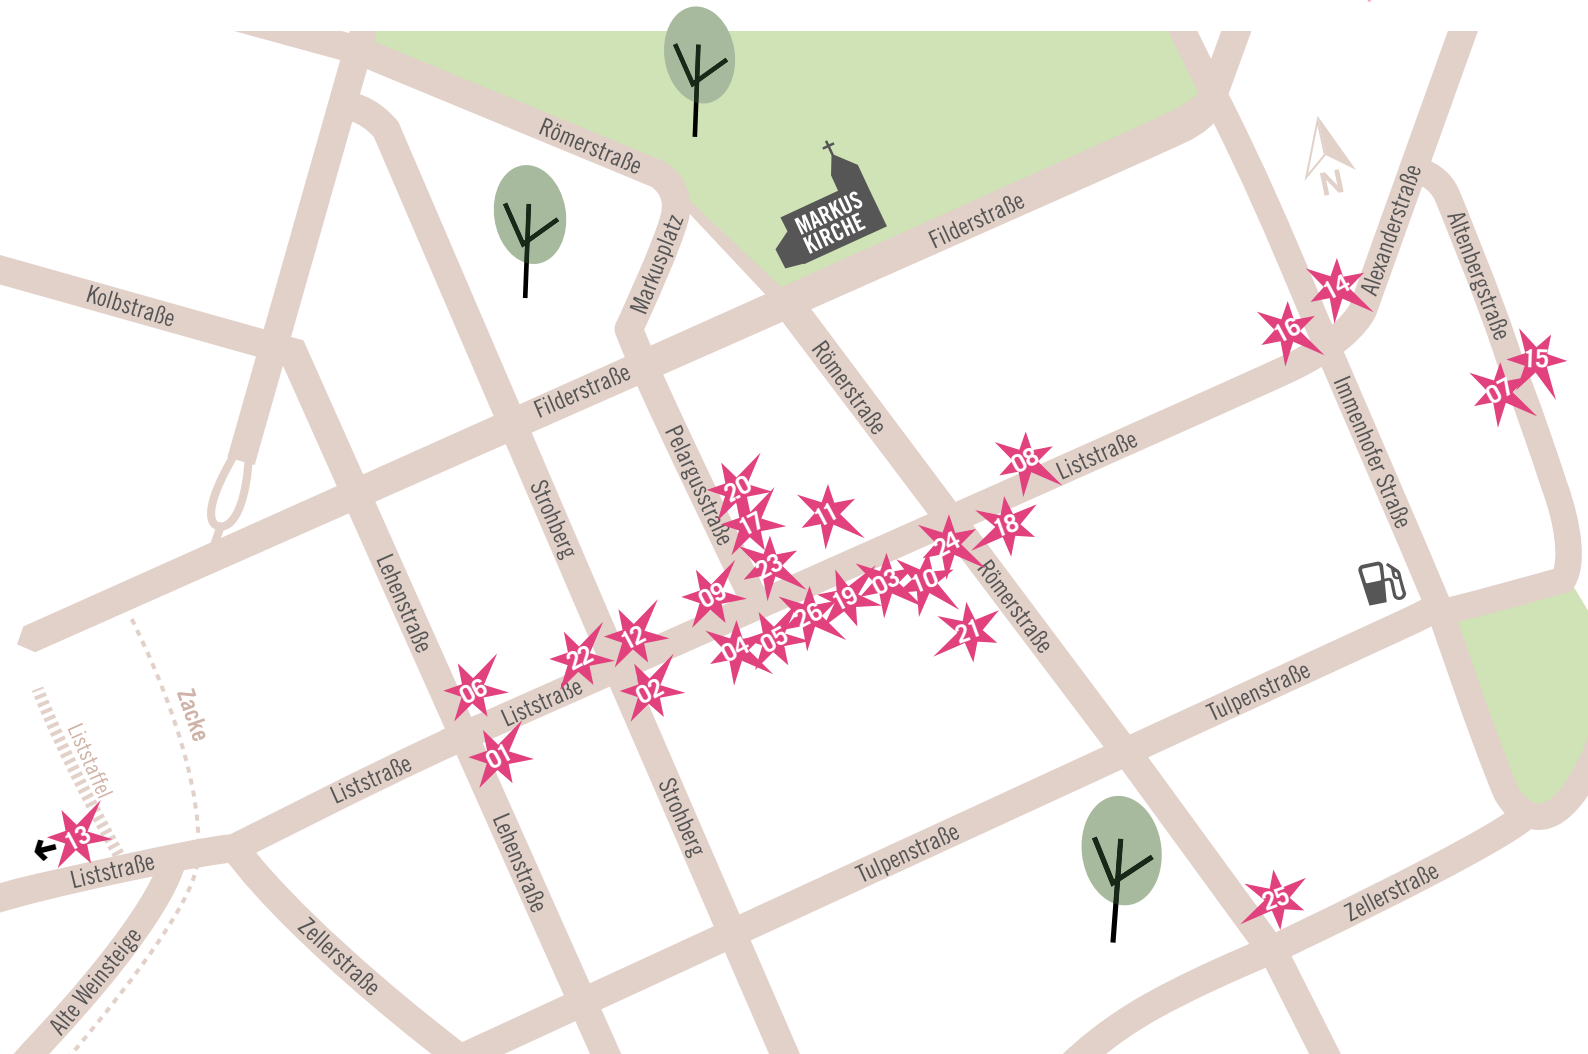 Römerstraße
MARKUS
KIRCHE
N
Filderstraße
Markusplatz
Alexanderstraße
Altenbergstraße
Kolbstraße
14
16
15
07
Römerstraße
Filderstraße
Immenhofer Straße
Pelargusstraße
Liststraße
08
20
17
11
18
24
Strohberg
23
09
03
10
19
26
05
04
21
12
22
02
Lehenstraße
Römerstraße
06
01
Liststraße
Tulpenstraße
Zacke
Liststaffel
Liststraße
13
Liststraße
Strohberg
Lehenstraße
Tulpenstraße
25
Zellerstraße
Zellerstraße
Alte Weinsteige